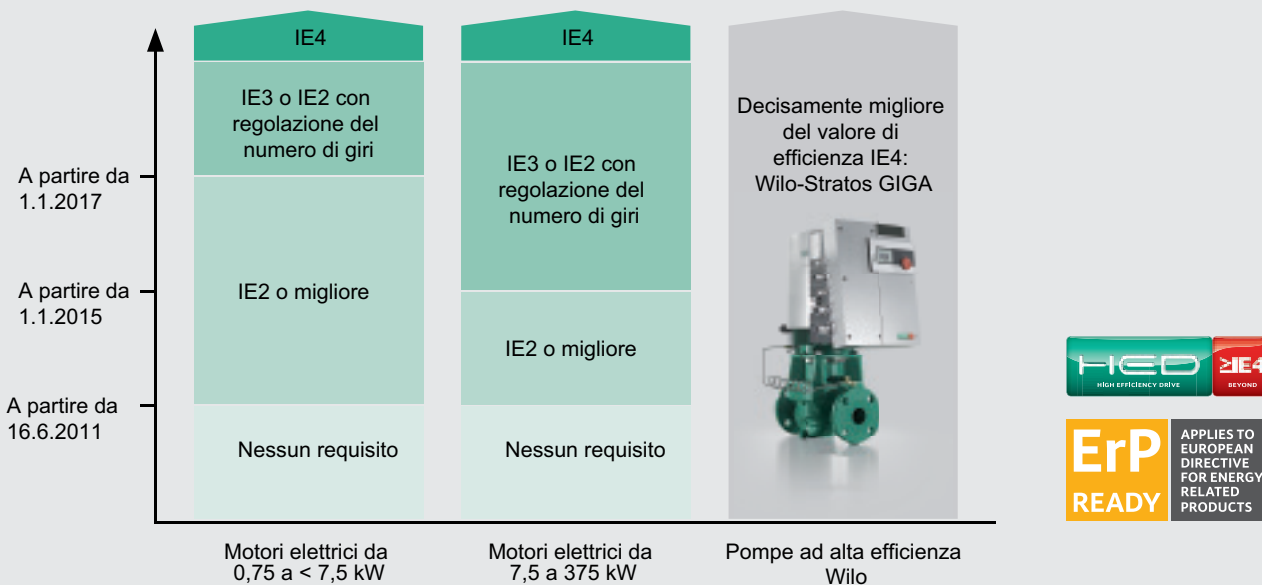 IE4
IE3 o IE2 con
regolazione del
numero di giri
IE2 o migliore
Nessun requisito
IE4
IE3 o IE2 con
regolazione del
numero di giri
IE2 o migliore
Nessun requisito
Decisamente migliore
del valore di
efficienza IE4:
Wilo-Stratos GIGA
A partire da
1.1.2017
A partire da
1.1.2015
A partire da
16.6.2011
Motori elettrici da
0,75 a < 7,5 kW
Motori elettrici da
7,5 a 375 kW
Pompe ad alta efficienza
Wilo
HED
HIGH EFFICIENCY DRIVE
≥IE4
BEYOND
ErP
READY
APPLIES TO
EUROPEAN
DIRECTIVE
FOR ENERGY
RELATED
PRODUCTS